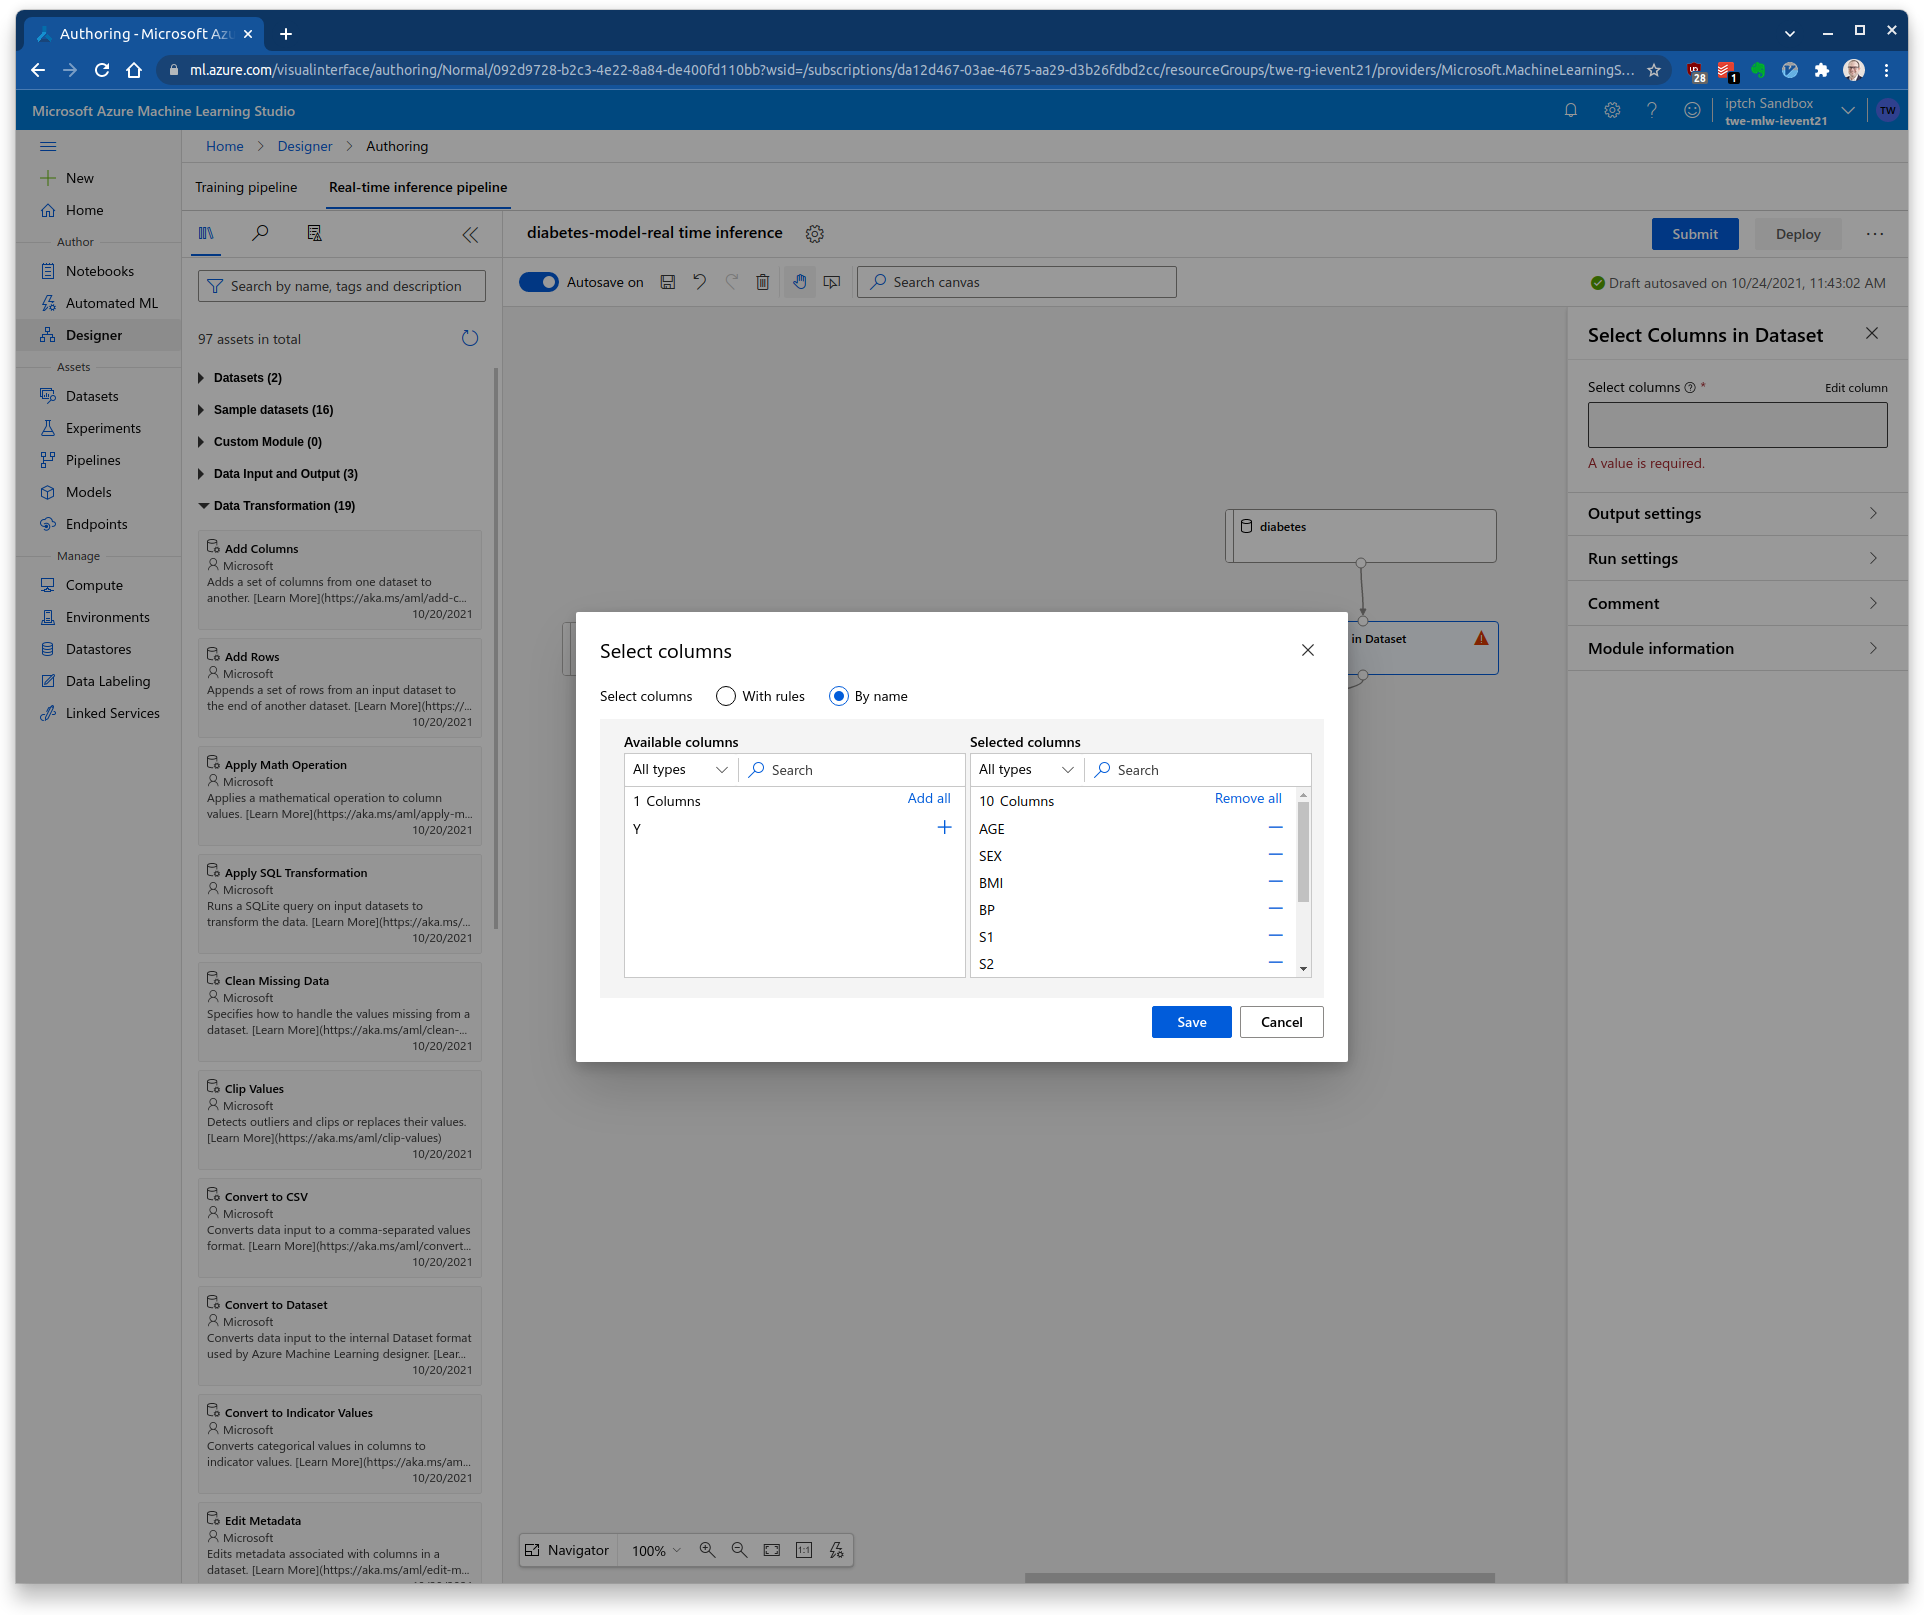 Authoring - Microsoft Azu
ml.azure.com/visualinterface/authoring/Normal/092d9728-b2c3-4e22-8a84-de400fd110bb?wsid=/subscriptions/da12d467-03ae-4675-aa29-d3b26fdbd2cc/resourceGroups/twe-rg-ievent21/providers/Microsoft.MachineLearningS...
28
1
Microsoft Azure Machine Learning Studio
iptch Sandbox
twe-mlw-ievent21
TW
Home > Designer > Authoring
Training pipeline
Real-time inference pipeline
New
Home
Author
Notebooks
Automated ML
Designer
Assets
Datasets
Experiments
Pipelines
Models
Endpoints
Manage
Compute
Environments
Datastores
Data Labeling
Linked Services
Search by name, tags and description
97 assets in total
Datasets (2)
Sample datasets (16)
Custom Module (0)
Data Input and Output (3)
Data Transformation (19)
Add Columns
Microsoft
Adds a set of columns from one dataset to
another. [Learn More](https://aka.ms/aml/add-c...
10/20/2021
Add Rows
Microsoft
Appends a set of rows from an input dataset to
the end of another dataset. [Learn More](https://...
10/20/2021
Apply Math Operation
Microsoft
Applies a mathematical operation to column
values. [Learn More](https://aka.ms/aml/apply-m...
10/20/2021
Apply SQL Transformation
Microsoft
Runs a SQLite query on input datasets to
transform the data. [Learn More](https://aka.ms/...
10/20/2021
Clean Missing Data
Microsoft
Specifies how to handle the values missing from a
dataset. [Learn More](https://aka.ms/aml/clean-...
10/20/2021
Clip Values
Microsoft
Detects outliers and clips or replaces their values.
[Learn More](https://aka.ms/aml/clip-values)
10/20/2021
Convert to CSV
Microsoft
Converts data input to a comma-separated values
format. [Learn More](https://aka.ms/aml/convert...
10/20/2021
Convert to Dataset
Microsoft
Converts data input to the internal Dataset format
used by Azure Machine Learning designer. [Lear...
10/20/2021
Convert to Indicator Values
Microsoft
Converts categorical values in columns to
indicator values. [Learn More](https://aka.ms/am...
10/20/2021
Edit Metadata
Microsoft
Edits metadata associated with columns in a
dataset. [Learn More](https://aka.ms/aml/edit-m...
diabetes-model-real time inference
Submit
Deploy
Autosave on
Search canvas
Draft autosaved on 10/24/2021, 11:43:02 AM
diabetes
in Dataset
Select columns
Select columns
With rules
By name
Available columns
All types
Search
1 Columns
Add all
Y
Selected columns
All types
Search
10 Columns
Remove all
AGE
SEX
BMI
BP
S1
S2
Save
Cancel
Select Columns in Dataset
Select columns *
Edit column
A value is required.
Output settings
Run settings
Comment
Module information
Navigator
100%
1:1